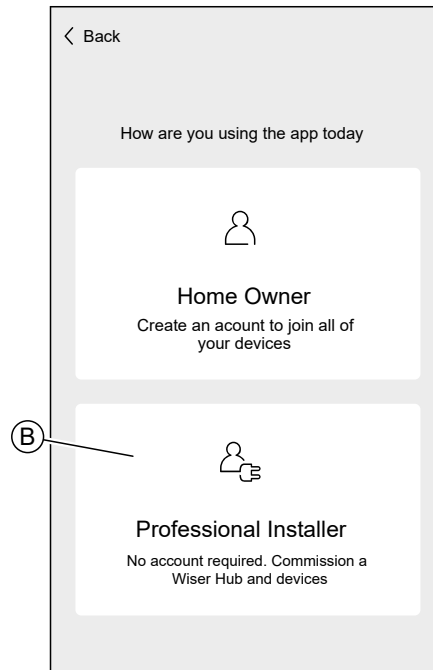 Back
How are you using the app today
Home Owner
Create an acount to join all of
your devices
B
Professional Installer
No account required. Commission a
Wiser Hub and devices